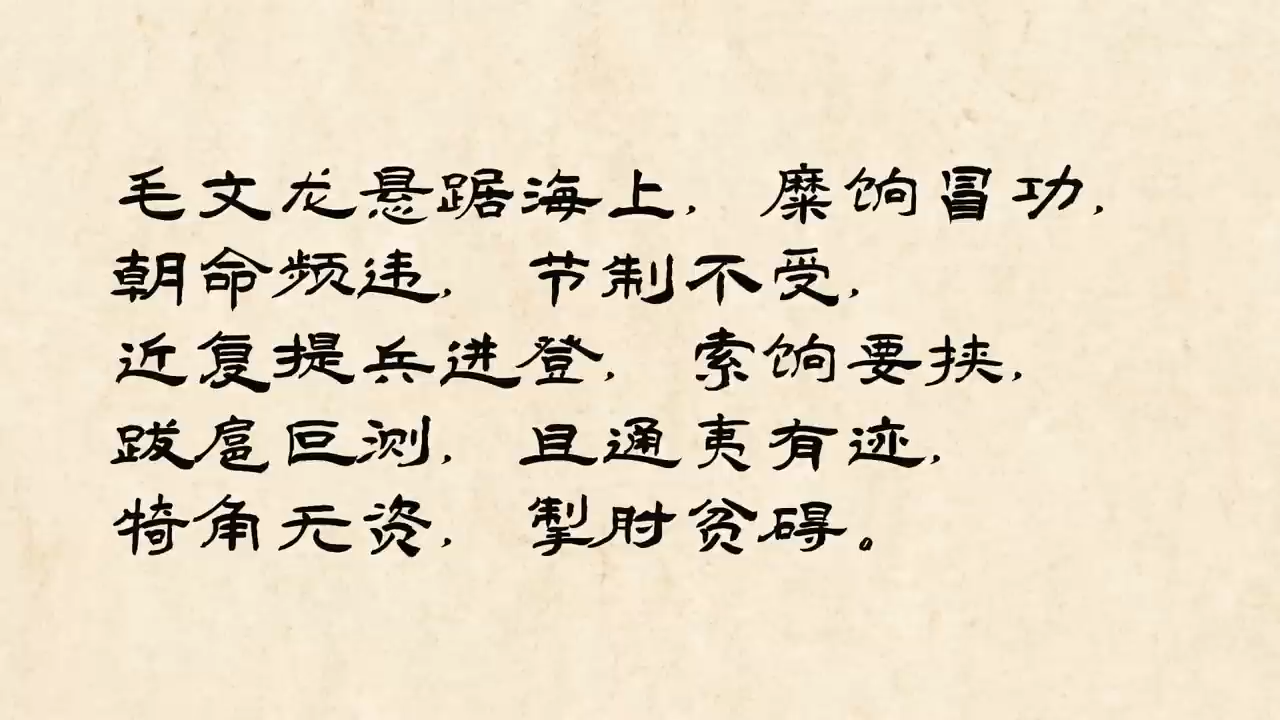 毛文龙悬踞海上，糜饷冒功，
朝命频违，节制不受，
近复提兵进登，索饷要挟，
跋扈叵测，且通夷有迹，
犄角无资，掣肘贫碍。